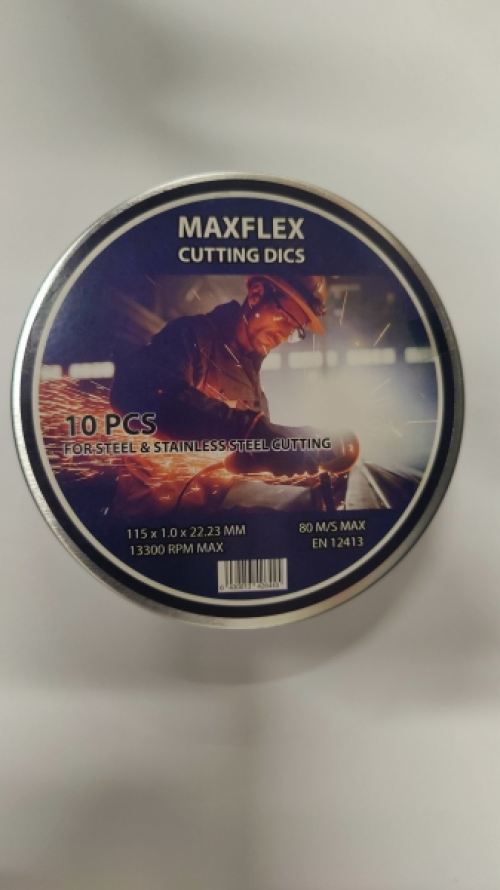 MAXFLEX
CUTTING DICS
10 PCS
FOR STEEL & STAINLESS STEEL CUTTING
115 x 1.0 x 22.23 MM
80 M/S MAX
13300 RPM MAX
EN 12413